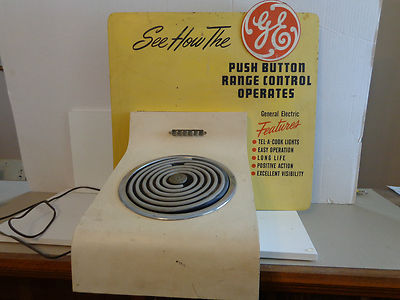 See How The
GE
PUSH BUTTON
RANGE CONTROL
OPERATES
General Electric
Features
• TEL-A-COOK LIGHTS
• EASY OPERATION
• LONG LIFE
• POSITIVE ACTION
• EXCELLENT VISIBILITY